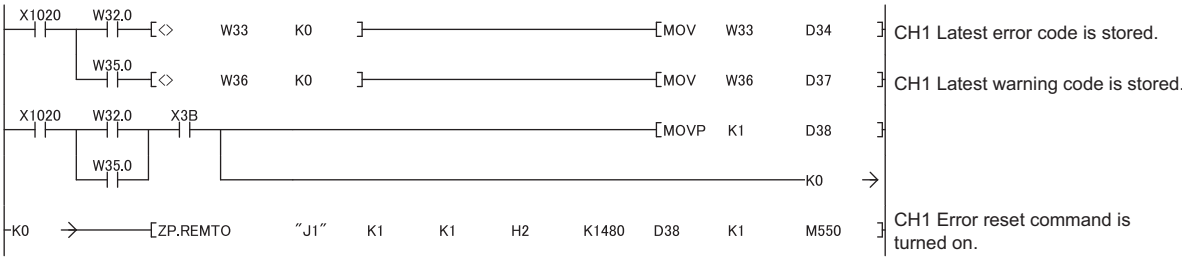 X1020 W32.0
[<> W33 K0 ] [MOV W33 D34 ] CH1 Latest error code is stored.
W35.0
[<> W36 K0 ] [MOV W36 D37 ] CH1 Latest warning code is stored.
X1020 W32.0 X3B
[MOVP K1 D38 ]
W35.0
K0
K0 [ZP.REMTO "J1" K1 K1 H2 K1480 D38 K1 M550 ] CH1 Error reset command is
turned on.